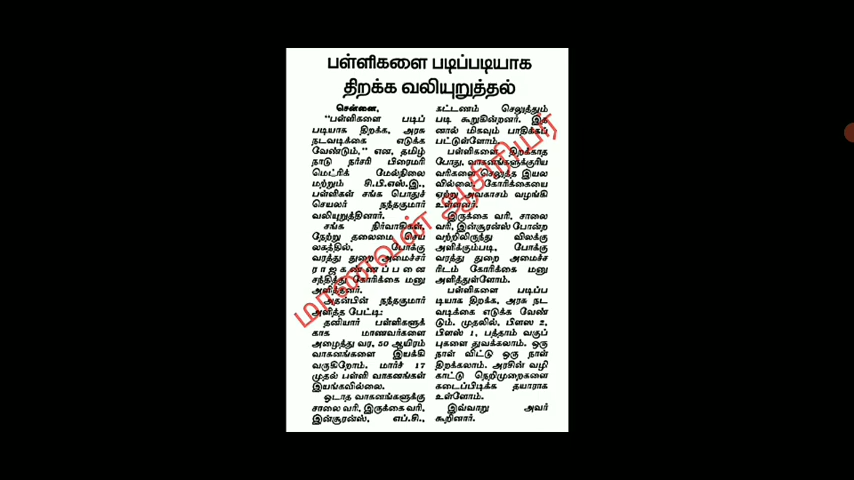 பள்ளிகளை படிப்படியாக
திறக்க வலியுறுத்தல்
சென்னை,
''பள்ளிகளை படிப்
படியாக திறக்க, அரசு
நடவடிக்கை எடுக்க
வேண்டும்,'' என, தமிழ்
நாடு நர்சரி பிரைமரி
மெட்ரிக் மேல்நிலை
மற்றும் சி.பி.எஸ்.இ.,
பள்ளிகள் சங்க பொதுச்
செயலர் நந்தகுமார்
வலியுறுத்தினார்.
சங்க நிர்வாகிகள்,
நேற்று தலைமை செய
லகத்தில், போக்கு
வரத்து துறை அமைச்சர்
ராஜகண்ணப்பனை
சந்தித்து கோரிக்கை மனு
அளித்தனர்.
அதன்பின் நந்தகுமார்
அளித்த பேட்டி:
தனியார் பள்ளிகளுக்
காக மாணவர்களை
அழைத்து வர, 50 ஆயிரம்
வாகனங்களை இயக்கி
வருகிறோம். மார்ச் 17
முதல் பள்ளி வாகனங்கள்
இயங்கவில்லை.
ஓடாத வாகனங்களுக்கு
சாலை வரி, இருக்கை வரி,
இன்சூரன்ஸ், எப்.சி.,
கட்டணம் செலுத்தும்
படி கூறுகின்றனர். இத
னால் மிகவும் பாதிக்கப்
பட்டுள்ளோம்.
பள்ளிகளை திறக்காத
போது, வாகனங்களுக்குரிய
வரிகளை செலுத்த இயல
வில்லை. கோரிக்கையை
ஏற்று அவகாசம் வழங்கி
உள்ளனர்.
இருக்கை வரி, சாலை
வரி, இன்சூரன்ஸ் போன்ற
வற்றிலிருந்து விலக்கு
அளிக்கும்படி, போக்கு
வரத்து துறை அமைச்ச
ரிடம் கோரிக்கை மனு
அளித்துள்ளோம்.
பள்ளிகளை படிப்ப
டியாக திறக்க, அரசு நட
வடிக்கை எடுக்க வேண்
டும். முதலில், பிளஸ் 2,
பிளஸ் 1, பத்தாம் வகுப்
புகளை துவக்கலாம். ஒரு
நாள் விட்டு ஒரு நாள்
திறக்கலாம். அரசின் வழி
காட்டு நெறிமுறைகளை
கடைப்பிடிக்க தயாராக
உள்ளோம்.
இவ்வாறு அவர்
கூறினார்.
மாணவன் ஆசிரியர்